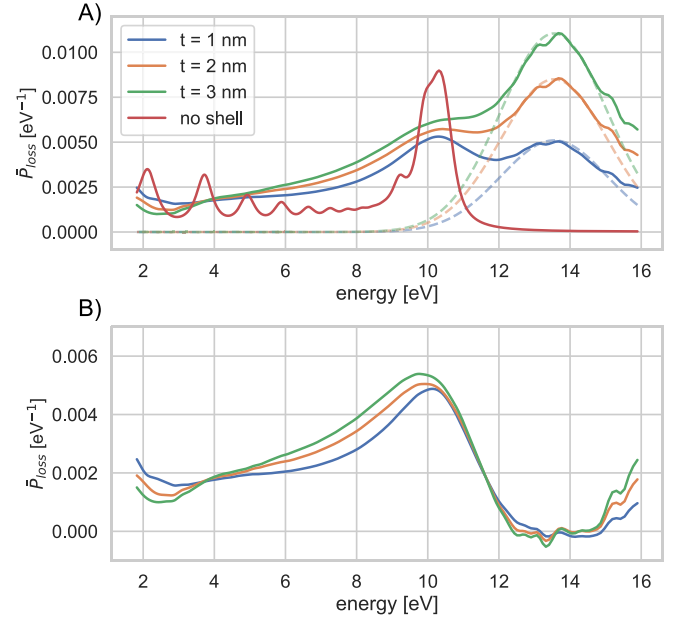 A)
0.0100
0.0075
0.0050
0.0025
0.0000
P̄_loss [eV⁻¹]
t = 1 nm
t = 2 nm
t = 3 nm
no shell
2 4 6 8 10 12 14 16
energy [eV]
B)
0.006
0.004
0.002
0.000
P̄_loss [eV⁻¹]
2 4 6 8 10 12 14 16
energy [eV]